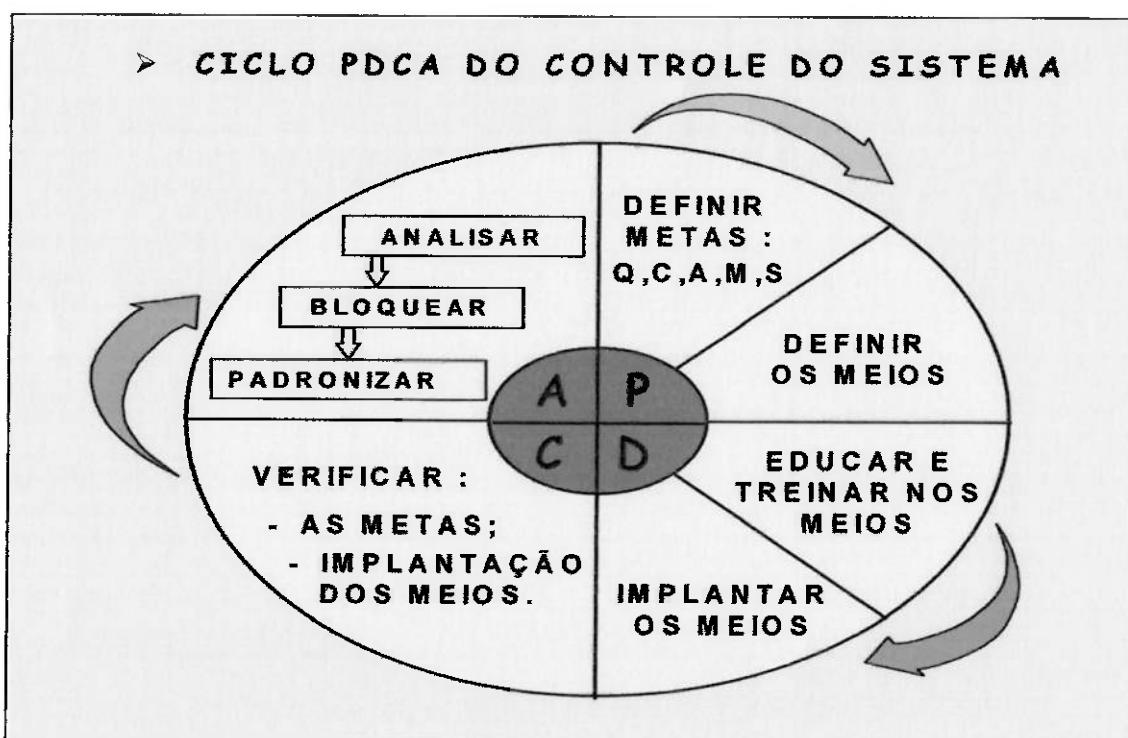 ➢ CICLO PDCA DO CONTROLE DO SISTEMA
DEFINIR
METAS :
Q,C,A,M,S
DEFINIR
OS MEIOS
EDUCAR E
TREINAR NOS
MEIOS
IMPLANTAR
OS MEIOS
VERIFICAR :
- AS METAS;
- IMPLANTAÇÃO
DOS MEIOS.
ANALISAR
BLOQUEAR
PADRONIZAR
A P
C D